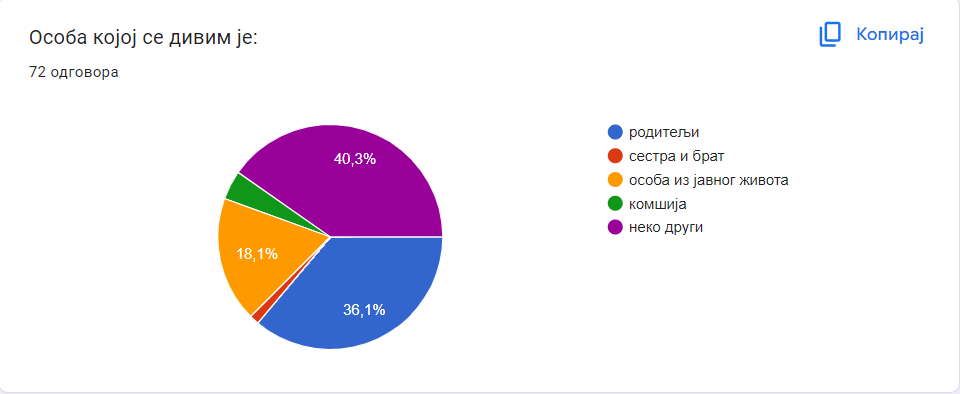 Особа којој се дивим је:
Копирај
72 одговора
40,3%
18,1%
36,1%
родитељи
сестра и брат
особа из јавног живота
комшија
неко други